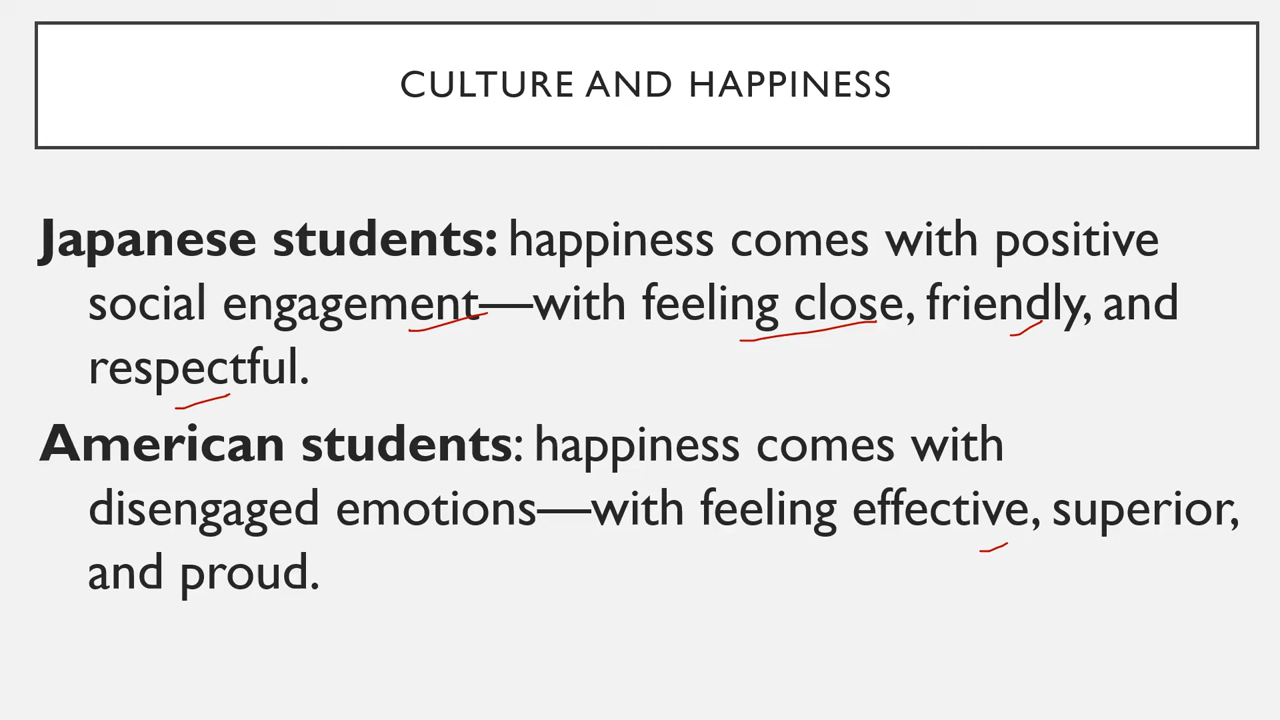 CULTURE AND HAPPINESS
Japanese students: happiness comes with positive
social engagement—with feeling close, friendly, and
respectful.
American students: happiness comes with
disengaged emotions—with feeling effective, superior,
and proud.